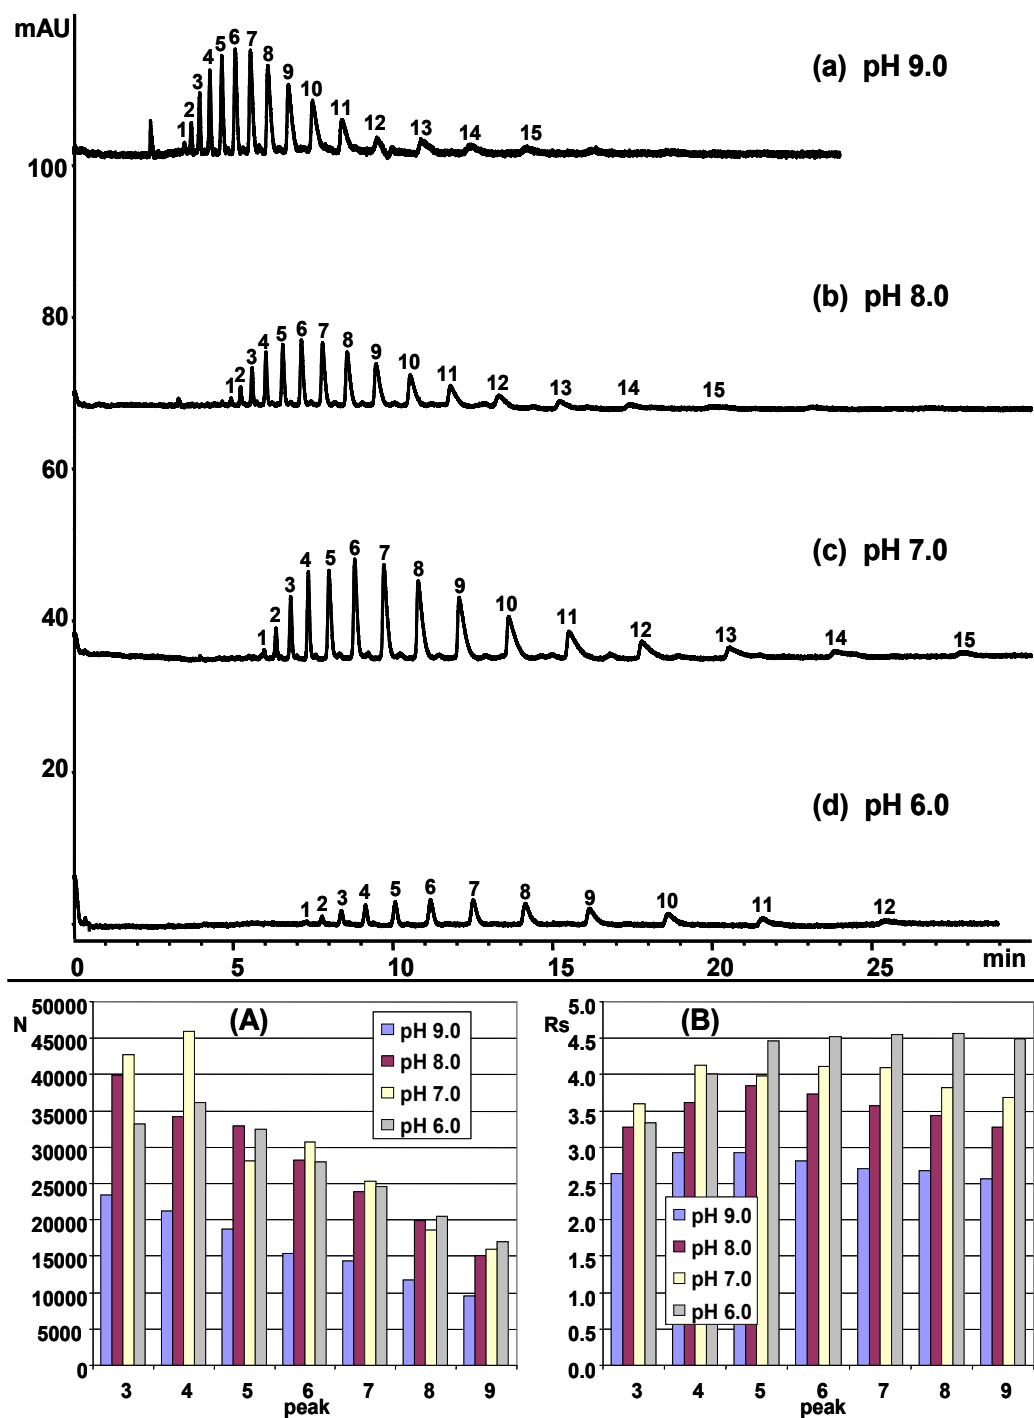 mAU
(a) pH 9.0
1 2 3 4 5 6 7 8 9 10 11 12 13 14 15
100
(b) pH 8.0
80
1 2 3 4 5 6 7 8 9 10 11 12 13 14 15
60
(c) pH 7.0
1 2 3 4 5 6 7 8 9 10 11 12 13 14 15
40
20
(d) pH 6.0
1 2 3 4 5 6 7 8 9 10 11 12
0 5 10 15 20 25 min
N
(A)
50000
45000
40000
35000
30000
25000
20000
15000
10000
5000
0
pH 9.0
pH 8.0
pH 7.0
pH 6.0
3 4 5 6 7 8 9
peak
Rs
(B)
5.0
4.5
4.0
3.5
3.0
2.5
2.0
1.5
1.0
0.5
0.0
pH 9.0
pH 8.0
pH 7.0
pH 6.0
3 4 5 6 7 8 9
peak